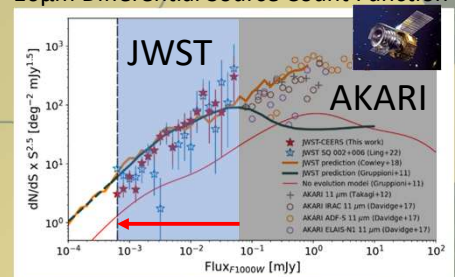 10μm Differential Source Count Function
JWST
AKARI
dN/dS x S^2.5 [deg^-2 mJy^1.5]
10^3
10^2
10^1
10^0
JWST-CEERS (This work)
JWST SQ 002+006 (Ling+22)
JWST prediction (Cowley+18)
JWST prediction (Gruppioni+11)
No evolution model (Gruppioni+11)
AKARI 11 μm (Takagi+12)
AKARI IRAC 11 μm (Davidge+17)
AKARI ADF-S 11 μm (Davidge+17)
AKARI ELAIS-N1 11 μm (Davidge+17)
10^-4 10^-3 10^-2 10^-1 10^0 10^1 10^2
Flux_F1000W [mJy]